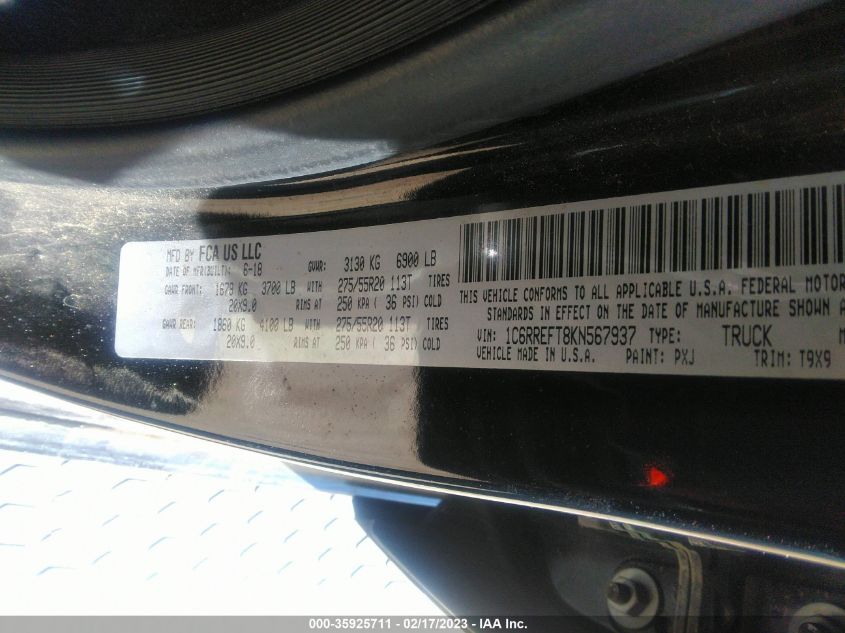 MFD BY FCA US LLC
DATE OF MFR(BUILT): 6-18 GVWR: 3130 KG 6900 LB
GAWR FRONT: 1679 KG 3700 LB WITH 275/55R20 113T TIRES
20X9.0 RIMS AT 250 KPA ( 36 PSI) COLD
GAWR REAR: 1860 KG 4100 LB WITH 275/55R20 113T TIRES
20X9.0 RIMS AT 250 KPA ( 36 PSI) COLD
THIS VEHICLE CONFORMS TO ALL APPLICABLE U.S.A. FEDERAL MOTOR
STANDARDS IN EFFECT ON THE DATE OF MANUFACTURE SHOWN
VIN: 1C6RREFT8KN567937 TYPE: TRUCK
VEHICLE MADE IN U.S.A. PAINT: PXJ TRIM: T9X9
000-35925711 - 02/17/2023 - IAA Inc.